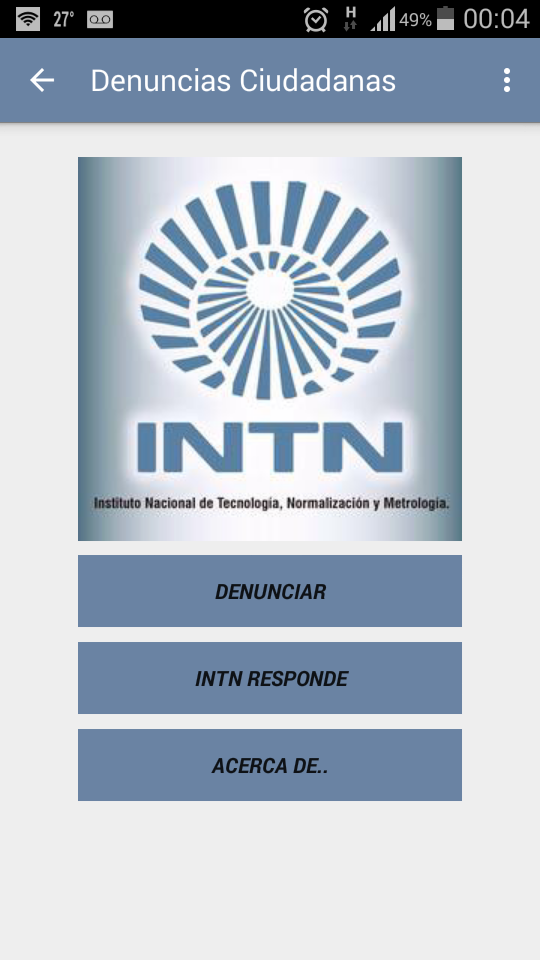 27°
H
49%
00:04
Denuncias Ciudadanas
INTN
Instituto Nacional de Tecnología, Normalización y Metrología.
DENUNCIAR
INTN RESPONDE
ACERCA DE..